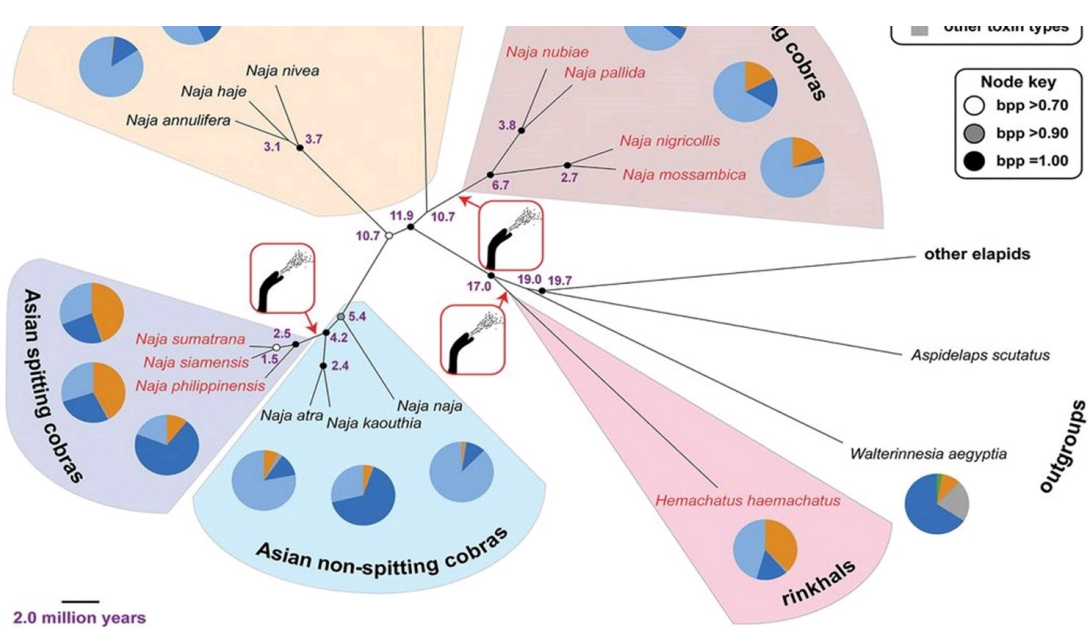 other toxin types
Node key
bpp >0.70
bpp >0.90
bpp =1.00
ng cobras
Naja nubiae
Naja pallida
Naja nivea
Naja haje
Naja annulifera
3.1
3.7
3.8
Naja nigricollis
Naja mossambica
6.7
2.7
11.9
10.7
10.7
other elapids
17.0
19.0
19.7
Aspidelaps scutatus
Walterinnesia aegyptia
outgroups
Hemachatus haemachatus
rinkhals
5.4
4.2
2.4
2.5
1.5
Naja sumatrana
Naja siamensis
Naja philippinensis
Asian spitting cobras
Naja atra
Naja kaouthia
Naja naja
Asian non-spitting cobras
2.0 million years